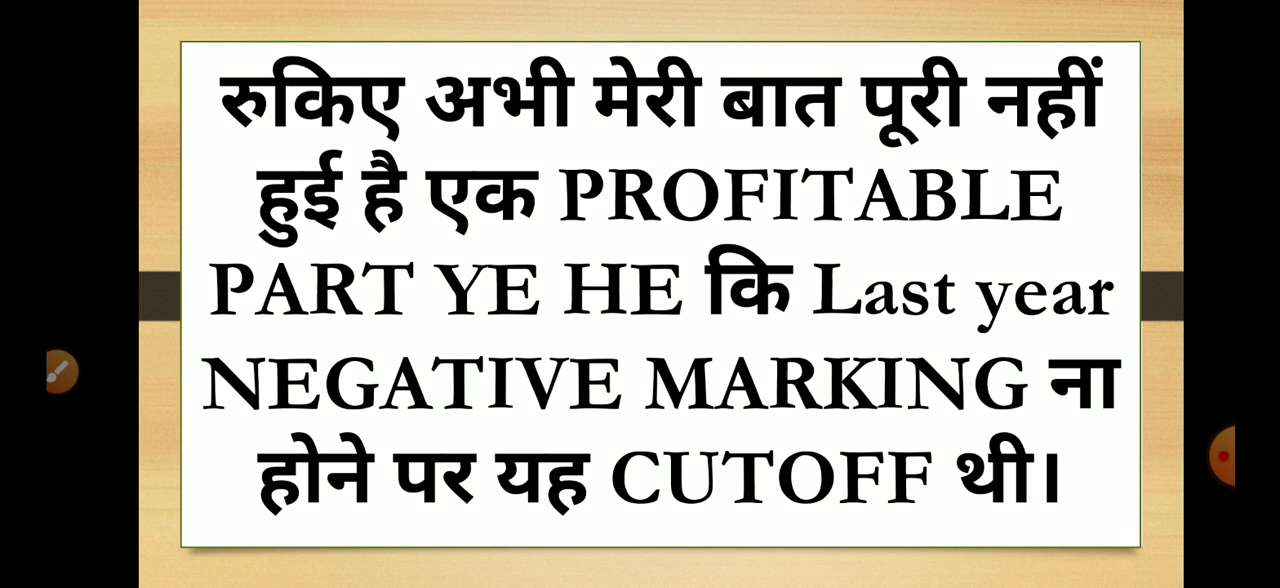 रुकिए अभी मेरी बात पूरी नहीं
हुई है एक PROFITABLE
PART YE HE कि Last year
NEGATIVE MARKING ना
होने पर यह CUTOFF थी।